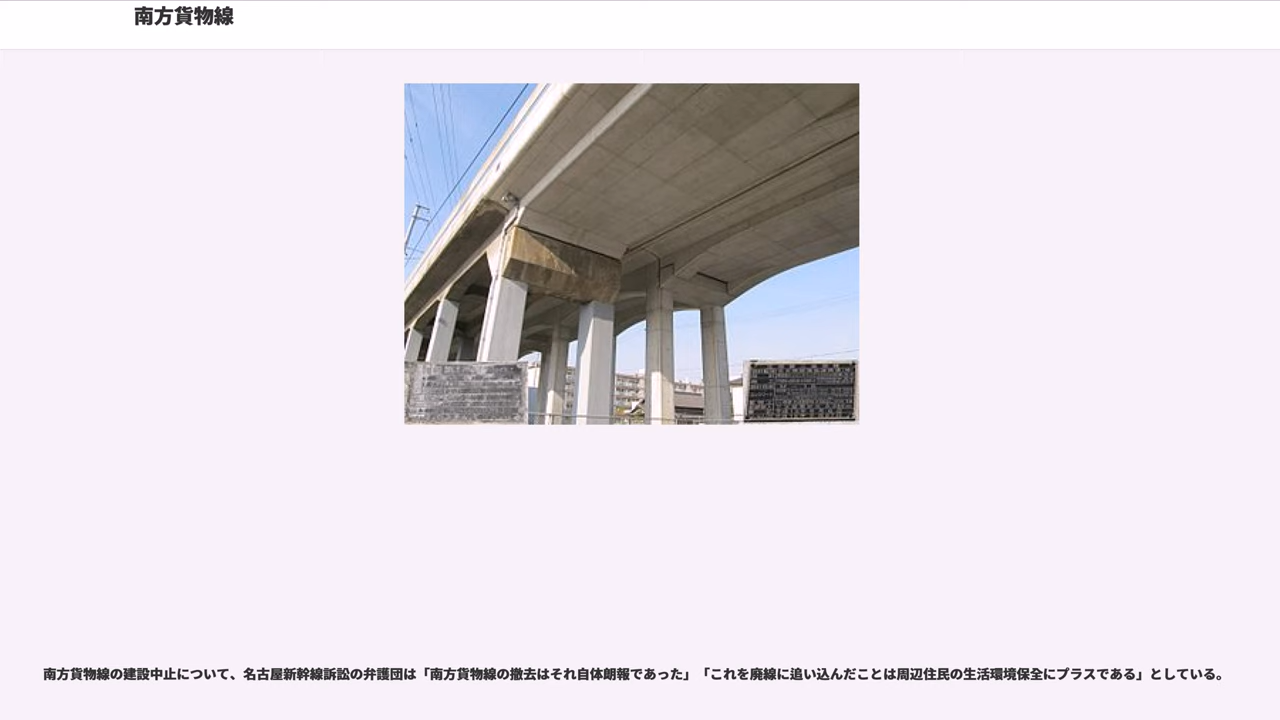 南方貨物線
南方貨物線の建設中止について、名古屋新幹線訴訟の弁護団は「南方貨物線の撤去はそれ自体朗報であった」「これを廃線に追い込んだことは周辺住民の生活環境保全にプラスである」としている。